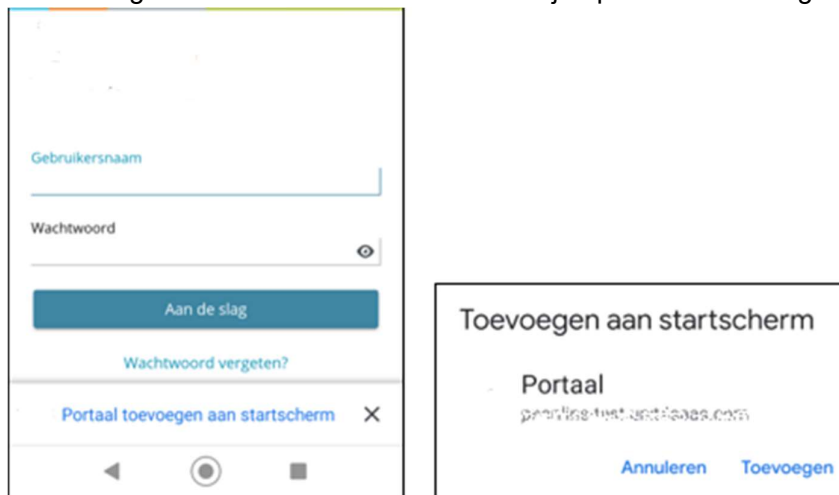 Gebruikersnaam
Wachtwoord
Aan de slag
Wachtwoord vergeten?
Portaal toevoegen aan startscherm
Toevoegen aan startscherm
Portaal
Annuleren Toevoegen